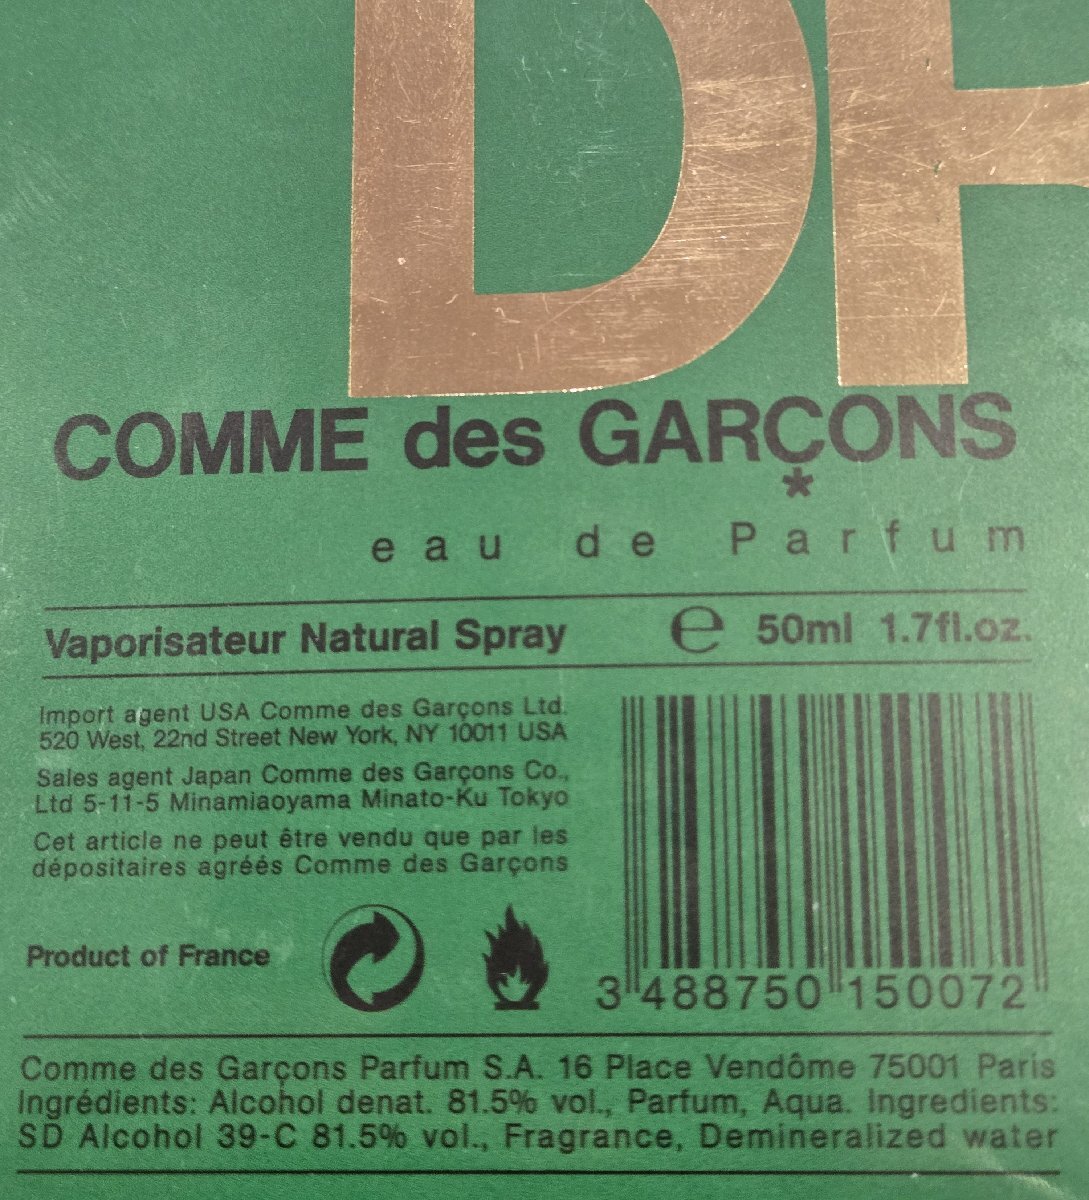 COMME des GARÇONS
*
eau de Parfum
Vaporisateur Natural Spray ℮ 50ml 1.7fl.oz.
Import agent USA Comme des Garçons Ltd.
520 West, 22nd Street New York, NY 10011 USA
Sales agent Japan Comme des Garçons Co.,
Ltd 5-11-5 Minamiaoyama Minato-Ku Tokyo
Cet article ne peut être vendu que par les
dépositaires agréés Comme des Garçons
Product of France
3 488750 150072
Comme des Garçons Parfum S.A. 16 Place Vendôme 75001 Paris
Ingrédients: Alcohol denat. 81.5% vol., Parfum, Aqua. Ingredients:
SD Alcohol 39-C 81.5% vol., Fragrance, Demineralized water